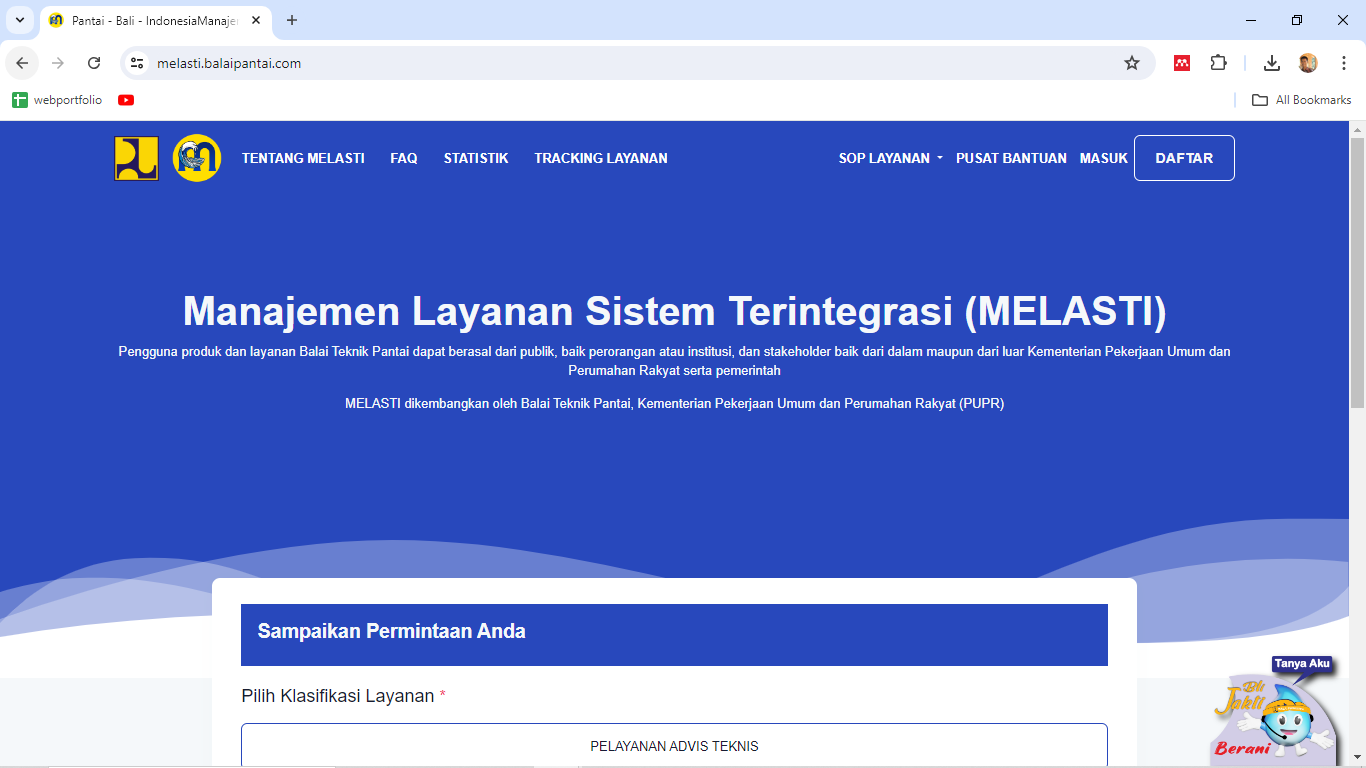 Pantai - Bali - IndonesiaManaje
melasti.balaipantai.com
webportfolio
All Bookmarks
TENTANG MELASTI
FAQ
STATISTIK
TRACKING LAYANAN
SOP LAYANAN
PUSAT BANTUAN
MASUK
DAFTAR
Manajemen Layanan Sistem Terintegrasi (MELASTI)
Pengguna produk dan layanan Balai Teknik Pantai dapat berasal dari publik, baik perorangan atau institusi, dan stakeholder baik dari dalam maupun dari luar Kementerian Pekerjaan Umum dan
Perumahan Rakyat serta pemerintah
MELASTI dikembangkan oleh Balai Teknik Pantai, Kementerian Pekerjaan Umum dan Perumahan Rakyat (PUPR)
Sampaikan Permintaan Anda
Pilih Klasifikasi Layanan *
PELAYANAN ADVIS TEKNIS
Tanya Aku
Jakli
Berani